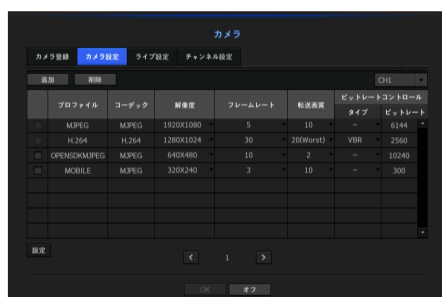 カメラ
カメラ登録 カメラ設定 ライブ設定 チャンネル設定
追加 削除 CH1
プロファイル コーデック 解像度 フレームレート 転送画質 ビットレートコントロール
タイプ ビットレート
MJPEG MJPEG 1920X1080 5 10 - 6144
H.264 H.264 1280X1024 30 20(Worst) VBR 2560
OPENSDKMJPEG MJPEG 640X480 10 2 - 10240
MOBILE MJPEG 320X240 3 10 - 300
設定
< 1 >
OK オフ